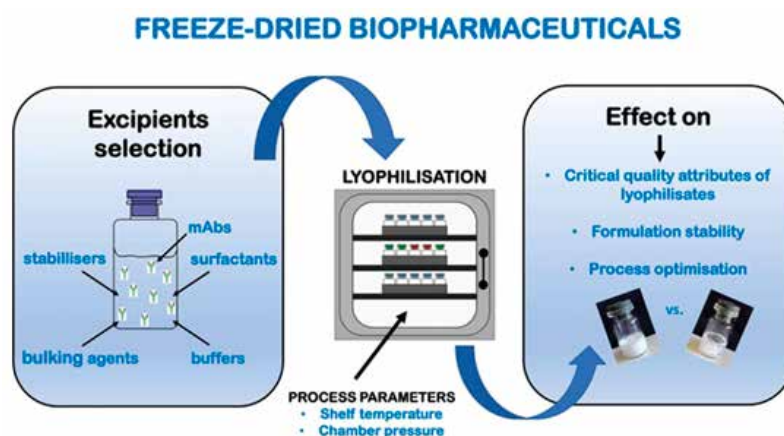 FREEZE-DRIED BIOPHARMACEUTICALS
Excipients
selection
mAbs
stabillisers
surfactants
bulking agents
buffers
LYOPHILISATION
PROCESS PARAMETERS
• Shelf temperature
• Chamber pressure
Effect on
• Critical quality attributes of
lyophilisates
• Formulation stability
• Process optimisation
vs.